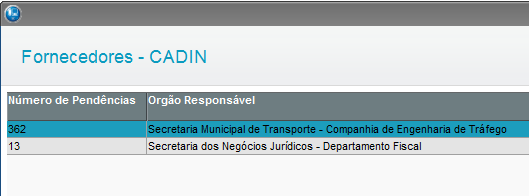 Fornecedores - CADIN
Número de Pendências Orgão Responsável
362 Secretaria Municipal de Transporte - Companhia de Engenharia de Tráfego
13 Secretaria dos Negócios Jurídicos - Departamento Fiscal